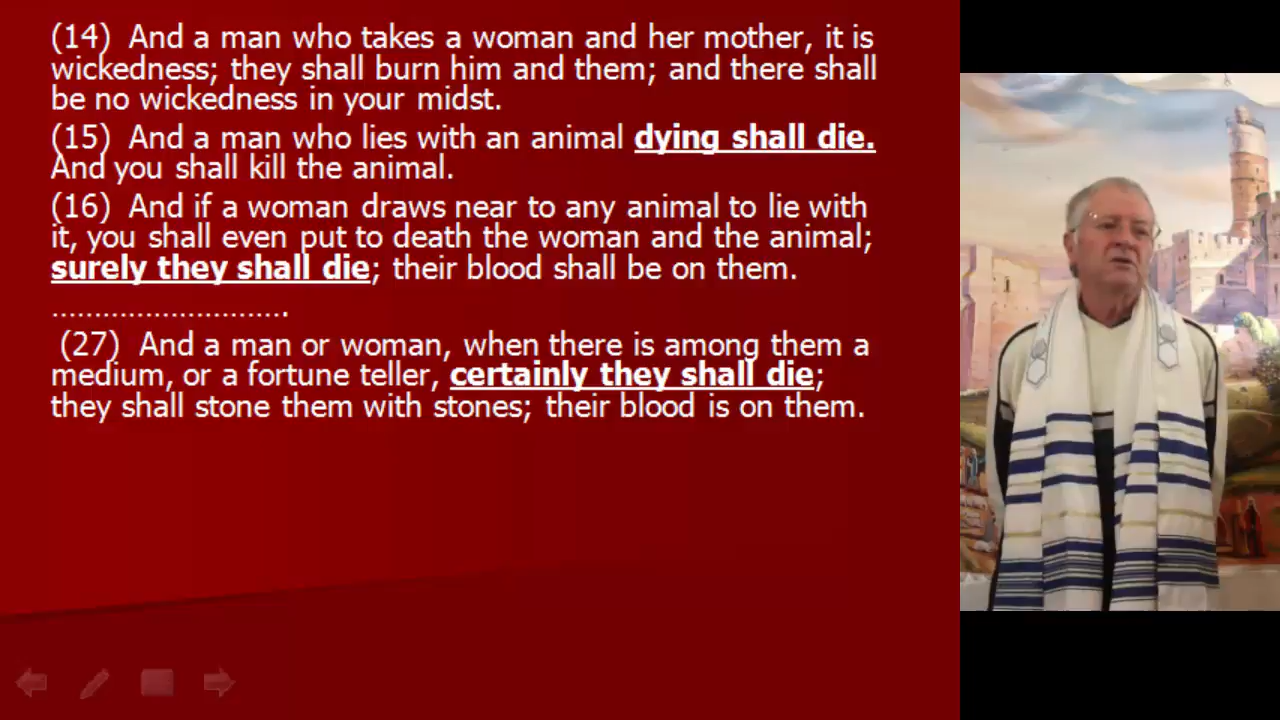 (14) And a man who takes a woman and her mother, it is
wickedness; they shall burn him and them; and there shall
be no wickedness in your midst.
(15) And a man who lies with an animal dying shall die.
And you shall kill the animal.
(16) And if a woman draws near to any animal to lie with
it, you shall even put to death the woman and the animal;
surely they shall die; their blood shall be on them.
……………………….
(27) And a man or woman, when there is among them a
medium, or a fortune teller, certainly they shall die;
they shall stone them with stones; their blood is on them.